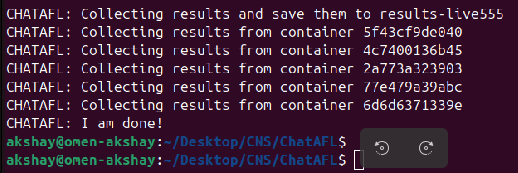 CHATAFL: Collecting results and save them to results-live555
CHATAFL: Collecting results from container 5f43cf9de040
CHATAFL: Collecting results from container 4c7400136b45
CHATAFL: Collecting results from container 2a773a323903
CHATAFL: Collecting results from container 77e479a39abc
CHATAFL: Collecting results from container 6d6d6371339e
CHATAFL: I am done!
akshay@omen-akshay:~/Desktop/CNS/ChatAFL$
akshay@omen-akshay:~/Desktop/CNS/ChatAFL$